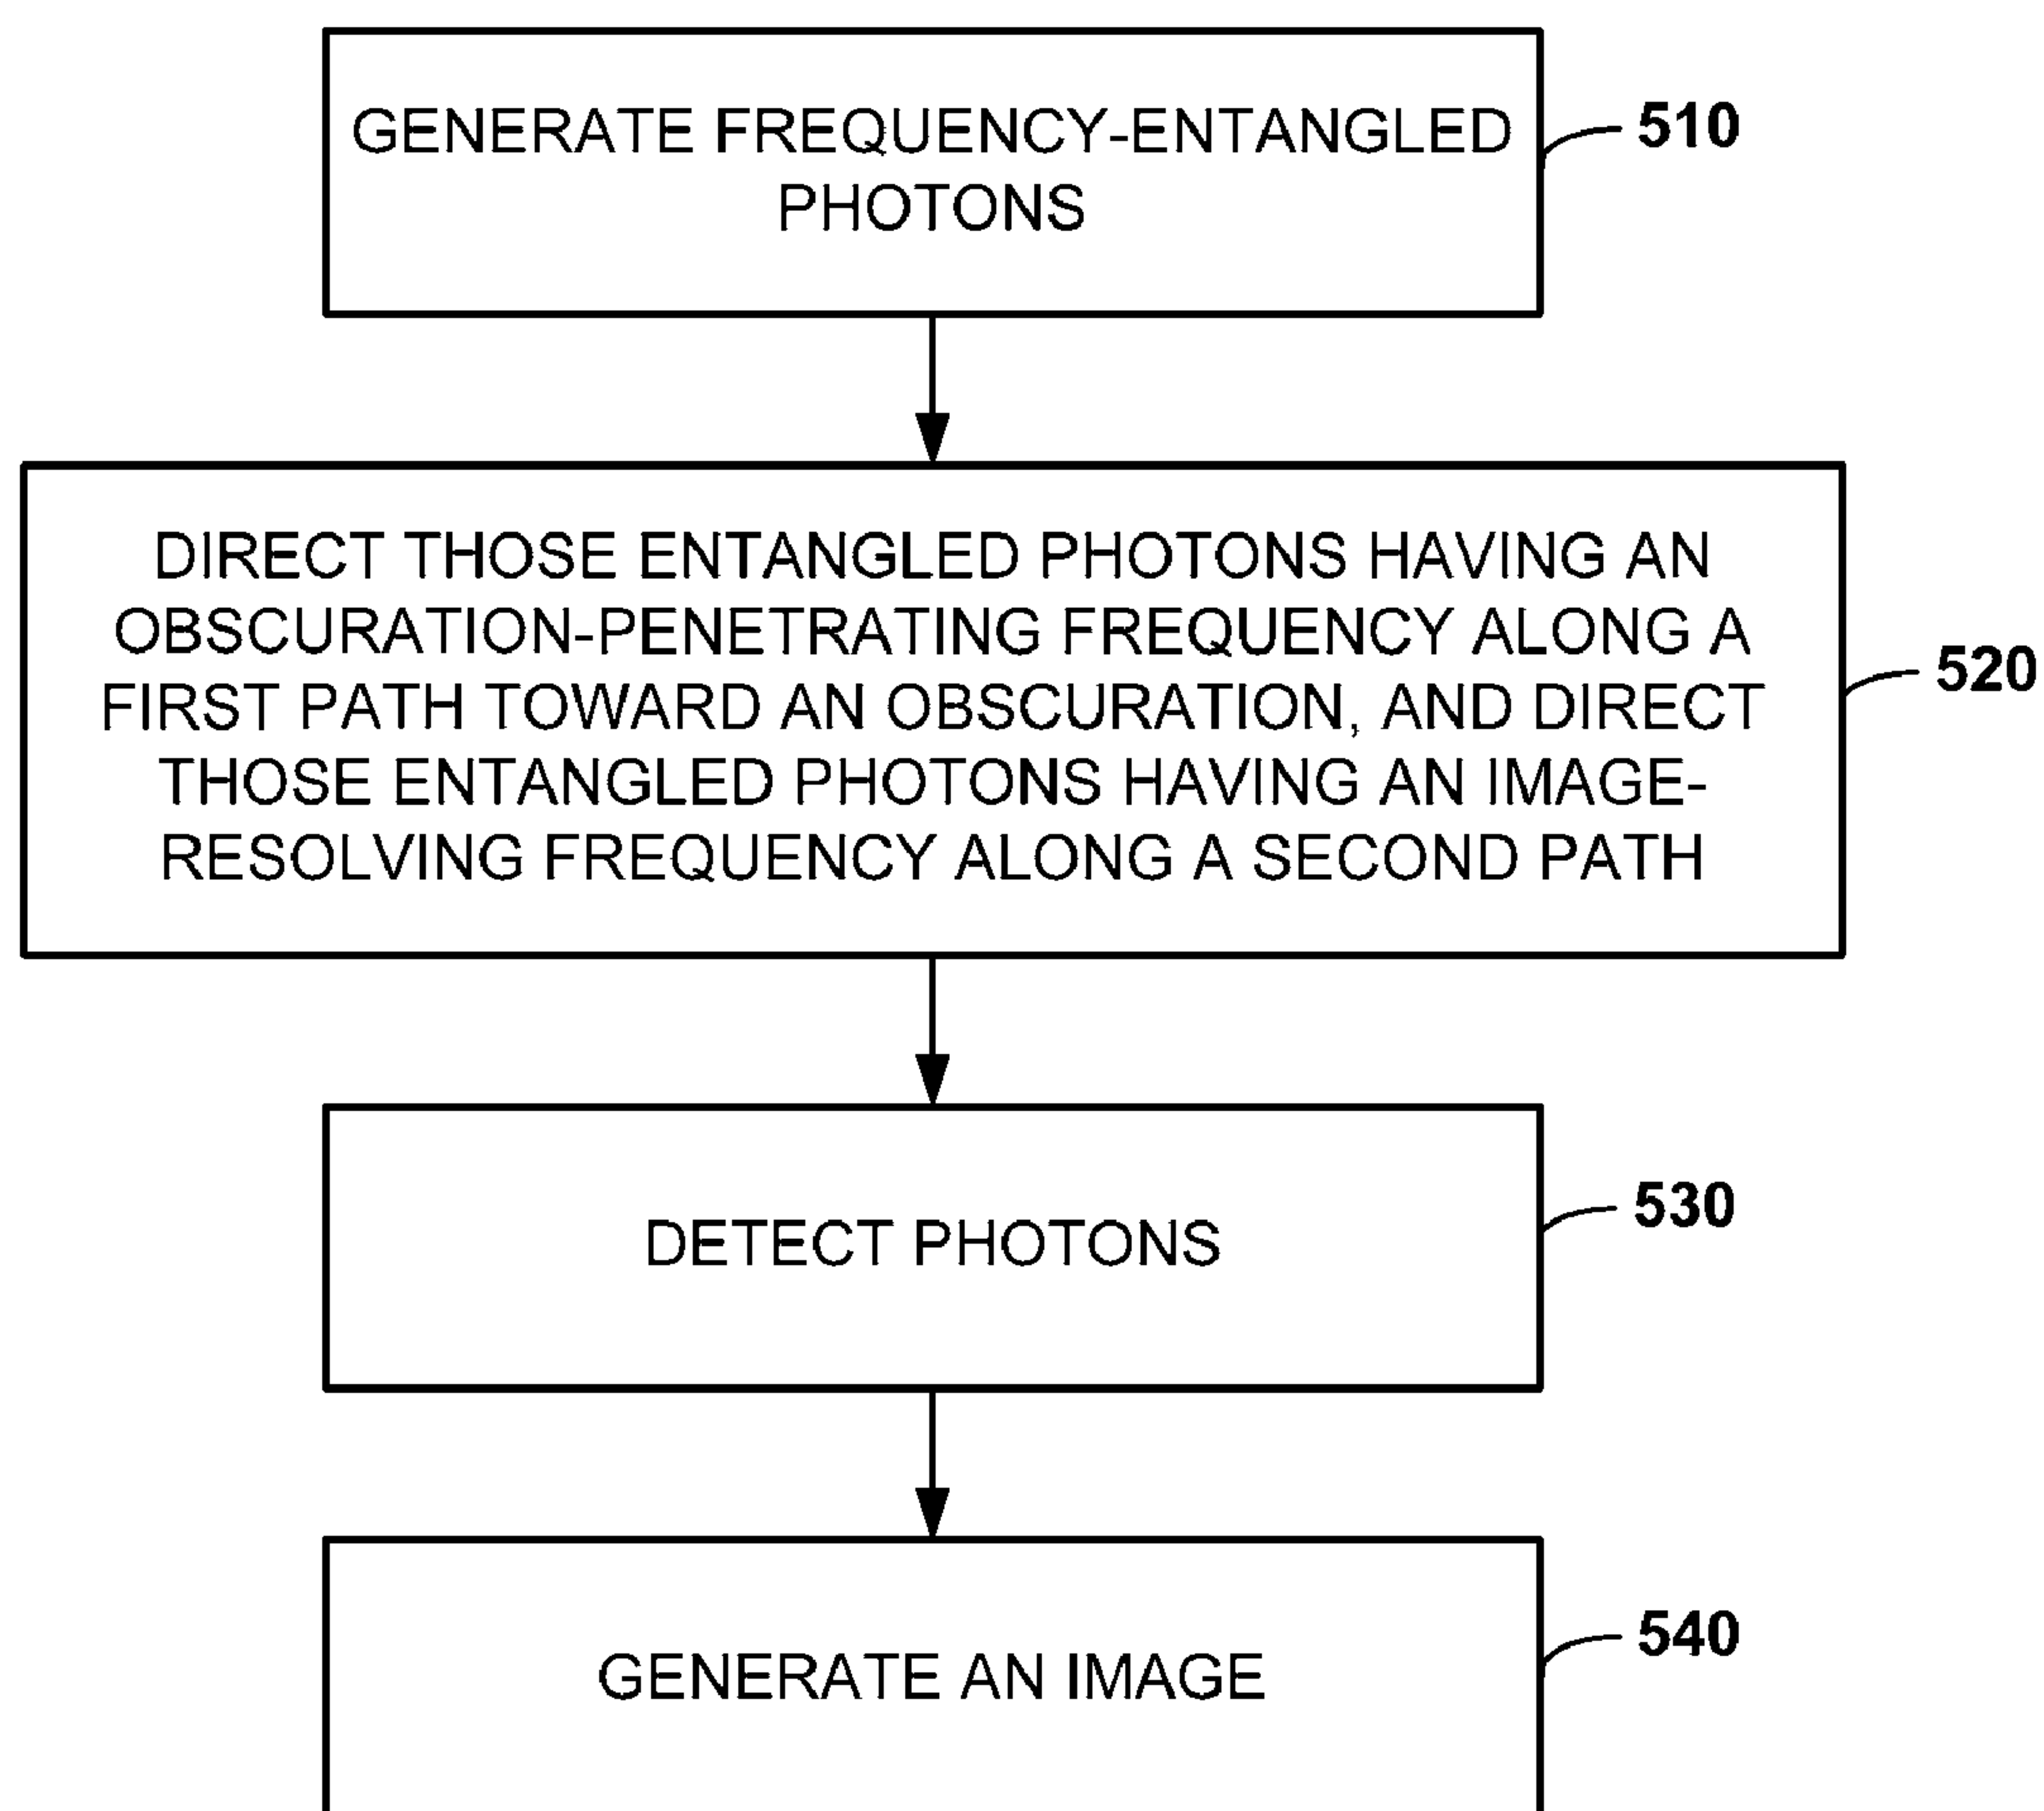 GENERATE FREQUENCY-ENTANGLED
PHOTONS
510
DIRECT THOSE ENTANGLED PHOTONS HAVING AN
OBSCURATION-PENETRATING FREQUENCY ALONG A
FIRST PATH TOWARD AN OBSCURATION, AND DIRECT
THOSE ENTANGLED PHOTONS HAVING AN IMAGE-
RESOLVING FREQUENCY ALONG A SECOND PATH
520
DETECT PHOTONS
530
GENERATE AN IMAGE
540